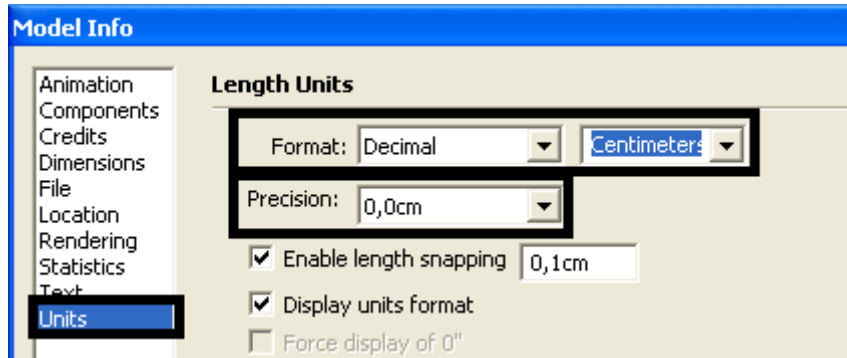 Model Info
Animation
Components
Credits
Dimensions
File
Location
Rendering
Statistics
Text
Units
Length Units
Format: Decimal Centimeters
Precision: 0,0cm
Enable length snapping 0,1cm
Display units format
Force display of 0"